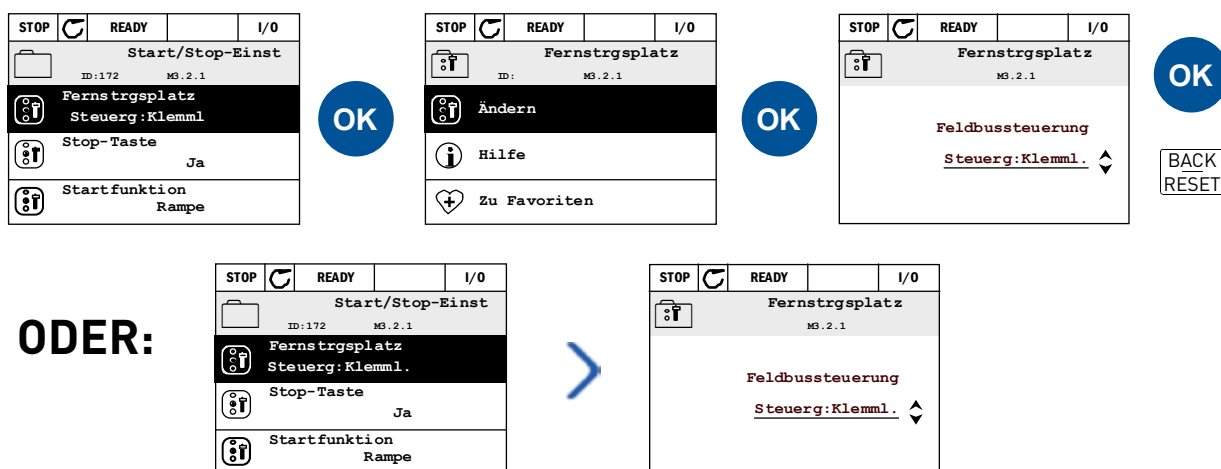 STOP READY I/O
Start/Stop-Einst
ID:172 M3.2.1
Fernstrgsplatz
Steuerg:Klemml
Stop-Taste
Ja
Startfunktion
Rampe
OK
STOP READY I/O
Fernstrgsplatz
ID: M3.2.1
Ändern
Hilfe
Zu Favoriten
OK
STOP READY I/O
Fernstrgsplatz
M3.2.1
Feldbussteuerung
Steuerg:Klemml.
OK
BACK
RESET
ODER:
STOP READY I/O
Start/Stop-Einst
ID:172 M3.2.1
Fernstrgsplatz
Steuerg:Klemml.
Stop-Taste
Ja
Startfunktion
Rampe
STOP READY I/O
Fernstrgsplatz
M3.2.1
Feldbussteuerung
Steuerg:Klemml.